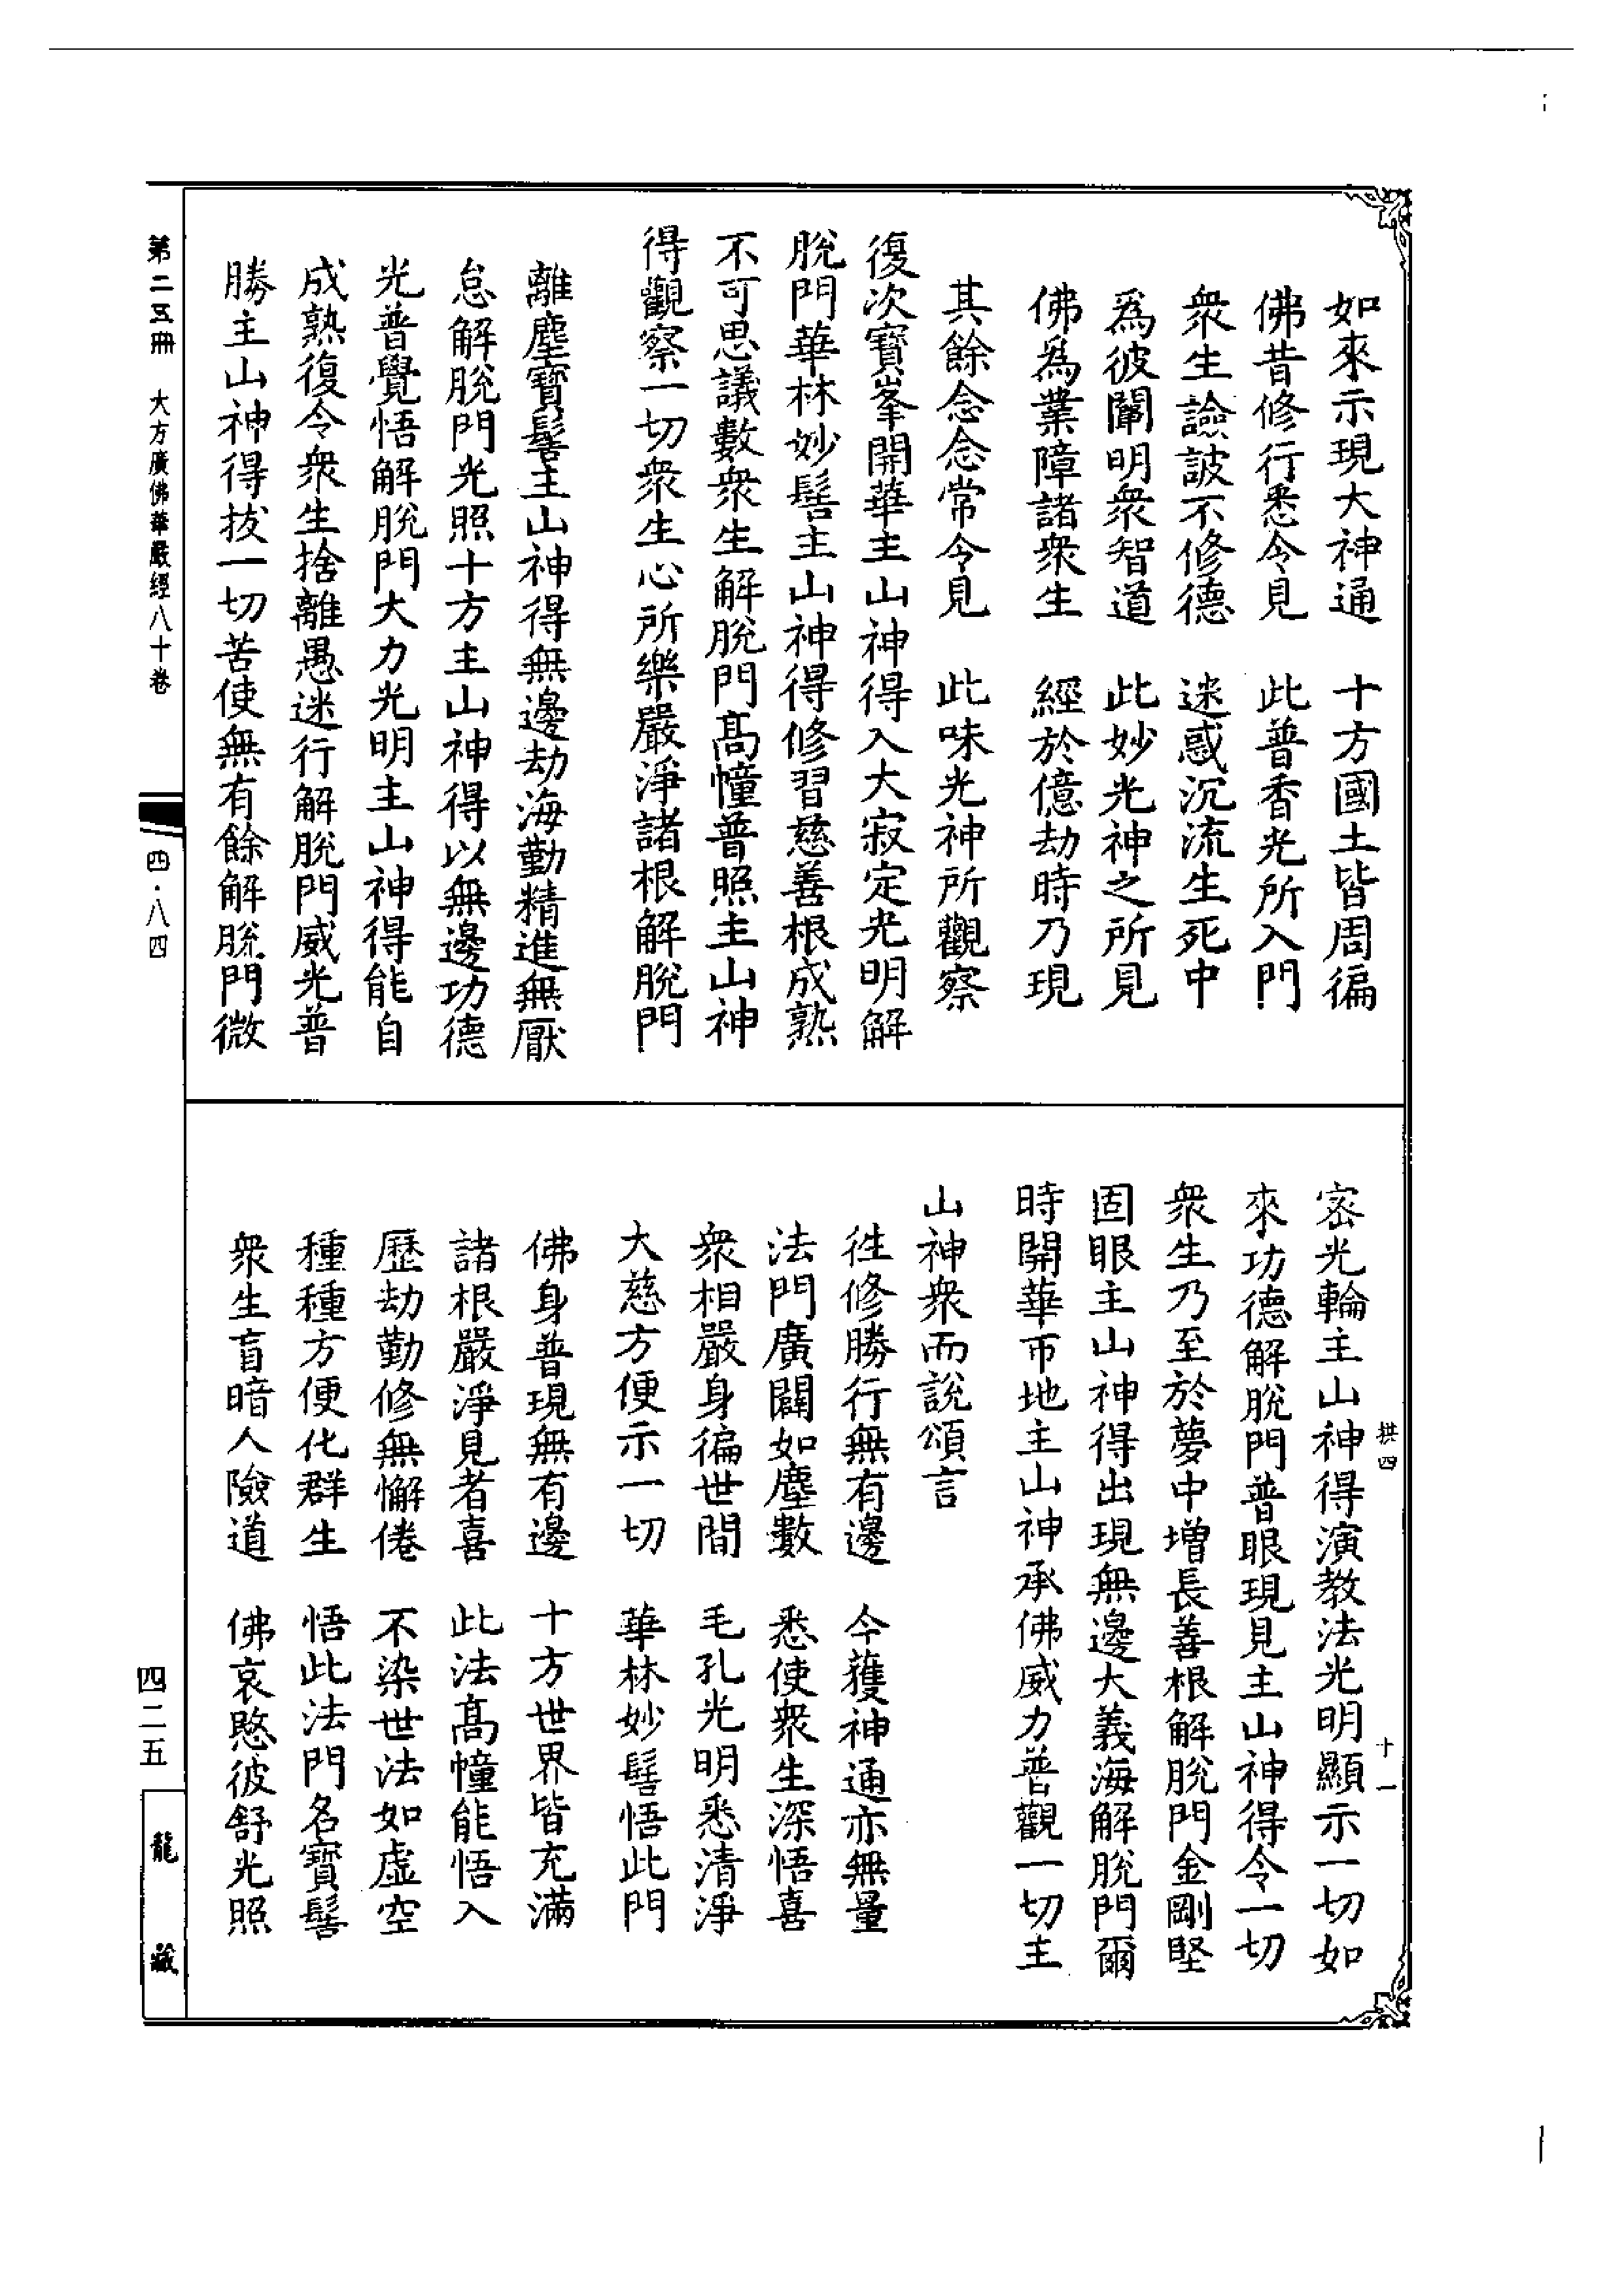 如來示現大神通　十方國土皆周徧
佛昔修行悉令見　此普香光所入門
衆生譣詖不修德　迷惑沉流生死中
爲彼闡明衆智道　此妙光神之所見
佛爲業障諸衆生　經於億劫時乃現
其餘念念常令見　此味光神所觀察
復次寶峯開華主山神得入大寂定光明解
脫門華林妙髻主山神得修習慈善根成熟
不可思議數衆生解脫門高幢普照主山神
得觀察一切衆生心所樂嚴淨諸根解脫門
離塵寶髻主山神得無邊劫海勤精進無厭
怠解脫門光照十方主山神得以無邊功德
光普覺悟解脫門大力光明主山神得能自
成熟復令衆生捨離愚迷行解脫門威光普
勝主山神得拔一切苦使無有餘解脫門微
密光輪主山神得演教法光明顯示一切如
來功德解脫門普眼現見主山神得令一切
衆生乃至於夢中增長善根解脫門金剛堅
固眼主山神得出現無邊大義海解脫門爾
時開華帀地主山神承佛威力普觀一切主
山神衆而說頌言
往修勝行無有邊　今獲神通亦無量
法門廣闢如塵數　悉使衆生深悟喜
衆相嚴身徧世間　毛孔光明悉清淨
大慈方便示一切　華林妙髻悟此門
佛身普現無有邊　十方世界皆充滿
諸根嚴淨見者喜　此法高幢能悟入
歷劫勤修無懈倦　不染世法如虛空
種種方便化群生　悟此法門名寶髻
衆生盲暗入險道　佛哀愍彼舒光照
拱四　十一
第二五冊　大方廣佛華嚴經八十卷　四·八四
四二五
龍藏